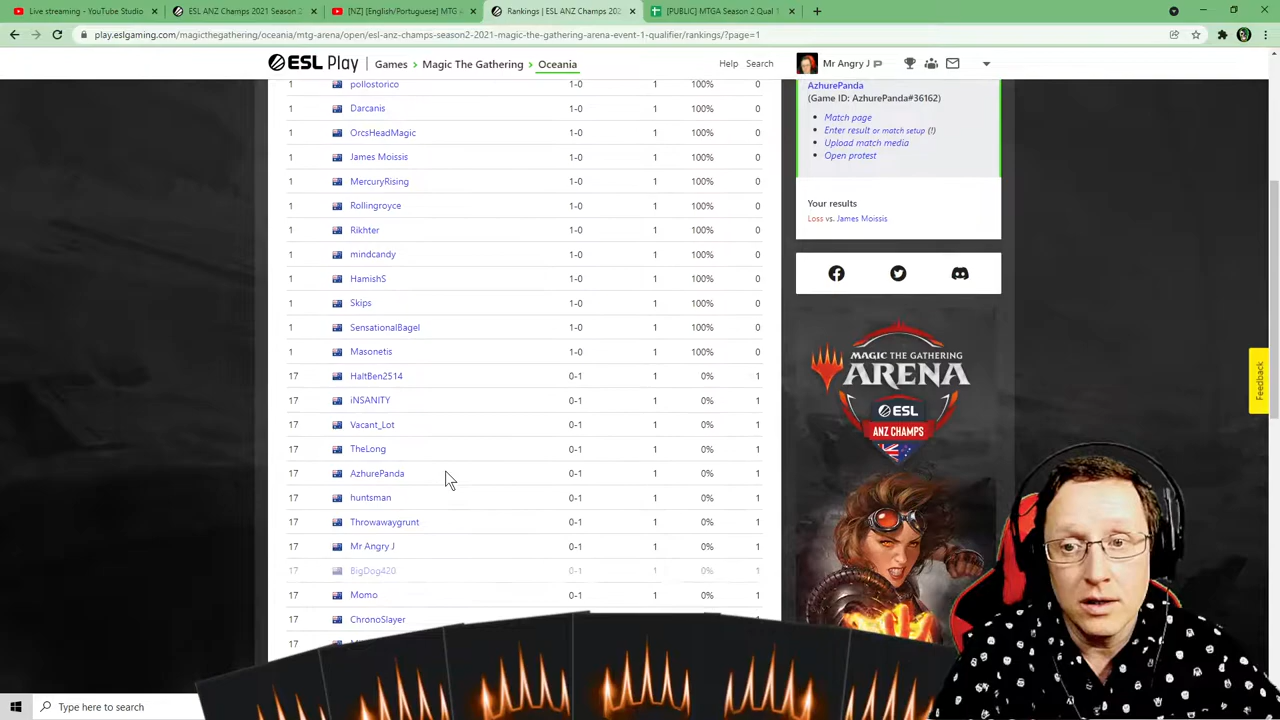 Live streaming - YouTube Studio
ESL ANZ Champs 2021 Season 2
[NZ] [English/Portuguese] MTG
Rankings | ESL ANZ Champs 202
[PUBLIC] MTGA Season 2 Qual 1
play.eslgaming.com/magicthegathering/oceania/mtg-arena/open/esl-anz-champs-season2-2021-magic-the-gathering-arena-event-1-qualifier/rankings/?page=1
ESL Play | Games > Magic The Gathering > Oceania Help Search Mr Angry J
1 pollostorico 1-0 1 100% 0
1 Darcanis 1-0 1 100% 0
1 OrcsHeadMagic 1-0 1 100% 0
1 James Moissis 1-0 1 100% 0
1 MercuryRising 1-0 1 100% 0
1 Rollingroyce 1-0 1 100% 0
1 Rikhter 1-0 1 100% 0
1 mindcandy 1-0 1 100% 0
1 HamishS 1-0 1 100% 0
1 Skips 1-0 1 100% 0
1 SensationalBagel 1-0 1 100% 0
1 Masonetis 1-0 1 100% 0
17 HaltBen2514 0-1 1 0% 1
17 iNSANITY 0-1 1 0% 1
17 Vacant_Lot 0-1 1 0% 1
17 TheLong 0-1 1 0% 1
17 AzhurePanda 0-1 1 0% 1
17 huntsman 0-1 1 0% 1
17 Throwawaygrunt 0-1 1 0% 1
17 Mr Angry J 0-1 1 0% 1
17 BigDog420 0-1 1 0% 1
17 Momo 0-1 1 0% 1
17 ChronoSlayer 0-1
17
AzhurePanda
(Game ID: AzhurePanda#36162)
• Match page
• Enter result or match setup (!)
• Upload match media
• Open protest
Your results
Loss vs. James Moissis
MAGIC THE GATHERING
ARENA
ESL
ANZ CHAMPS
Feedback
Type here to search